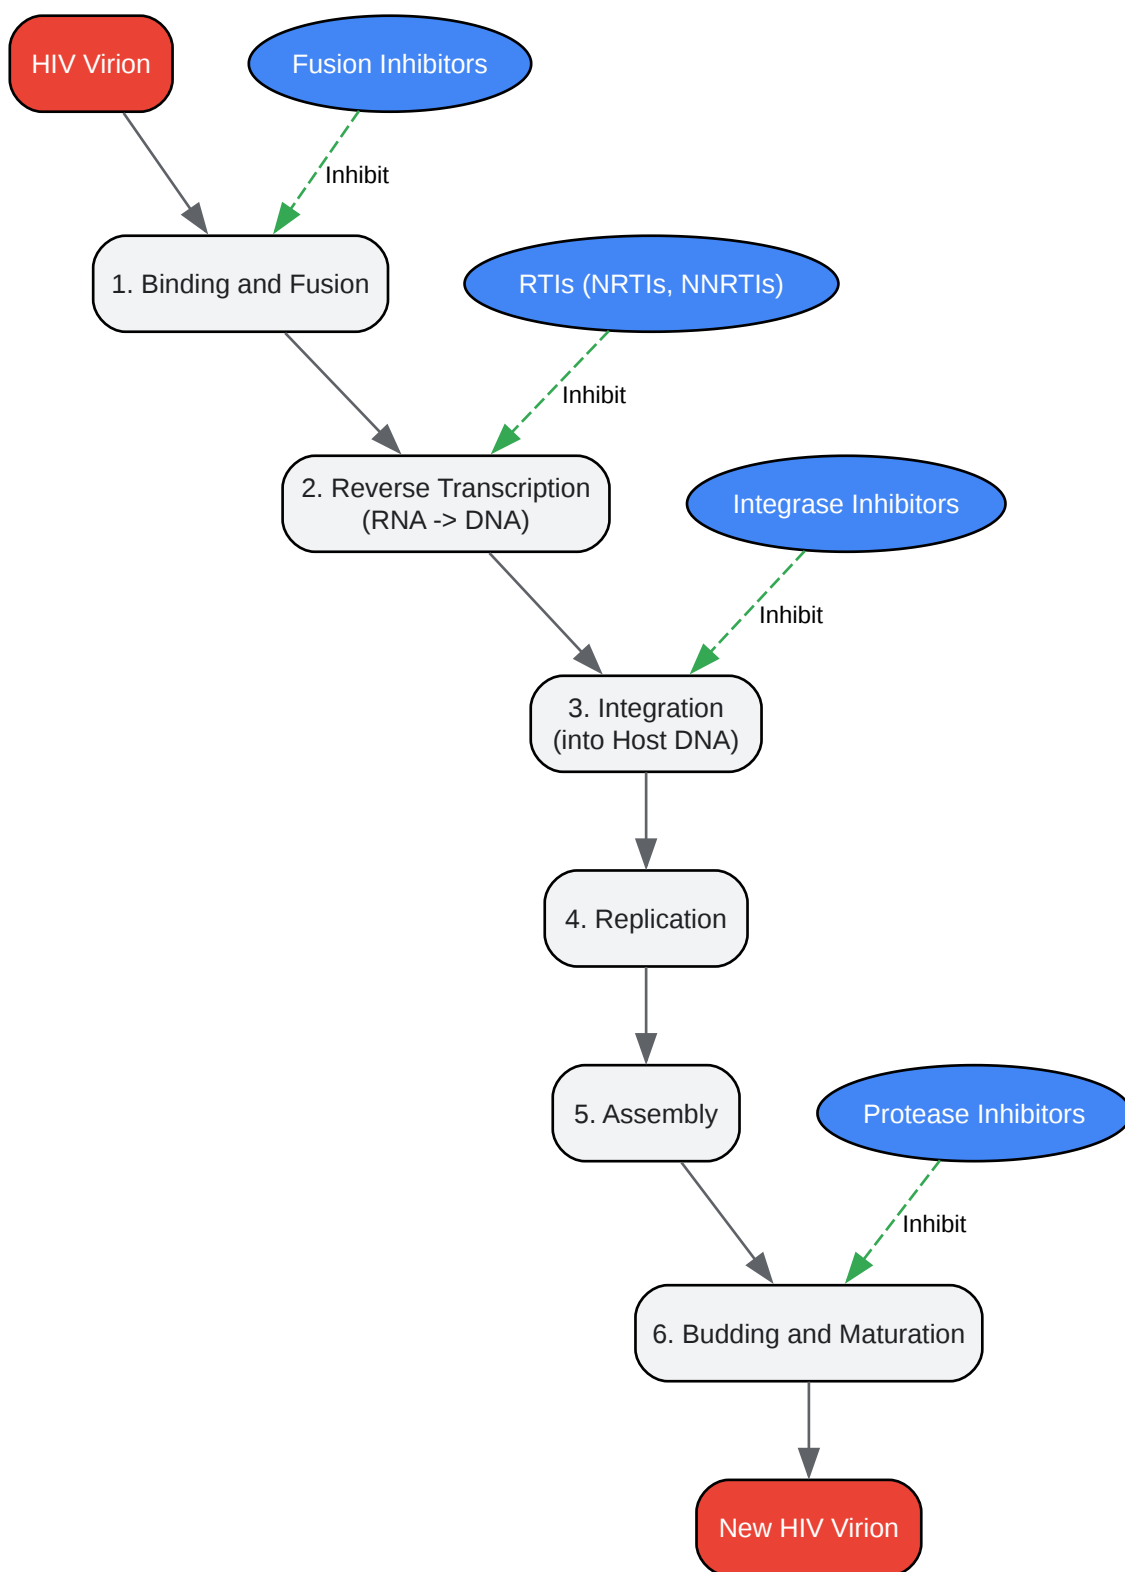 HIV Virion
Fusion Inhibitors
Inhibit
1. Binding and Fusion
RTIs (NRTIs, NNRTIs)
Inhibit
2. Reverse Transcription
(RNA -> DNA)
Integrase Inhibitors
Inhibit
3. Integration
(into Host DNA)
4. Replication
5. Assembly
Protease Inhibitors
Inhibit
6. Budding and Maturation
New HIV Virion